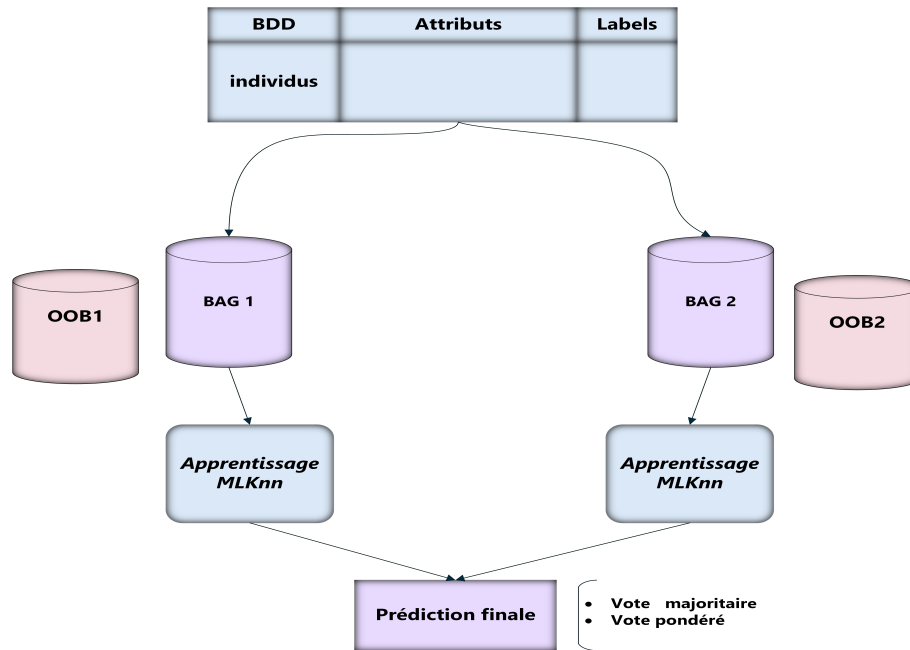 BDD Attributs Labels
individus
BAG 1
BAG 2
OOB1
OOB2
Apprentissage
MLKnn
Apprentissage
MLKnn
Prédiction finale
• Vote majoritaire
• Vote pondéré